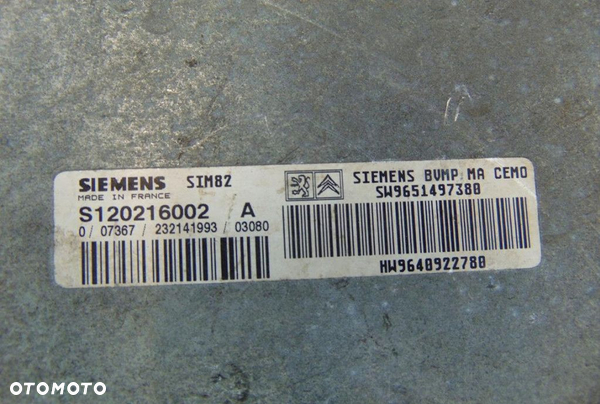 SIEMENS SIM82
MADE IN FRANCE
S120216002 A
0 / 07367 / 232141993 / 03080
SIEMENS BVMP MA CEMO
SW9651497380
HW9640922780
OTOMOTO